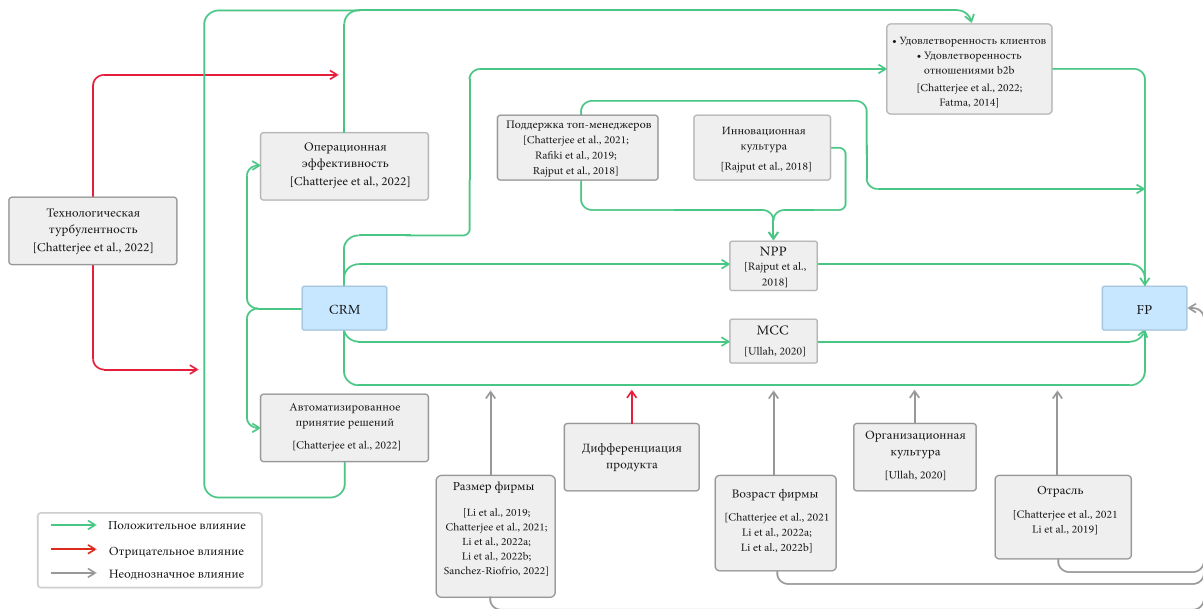 • Удовлетворенность клиентов
• Удовлетворенность
отношениями b2b
[Chatterjee et al., 2022;
Fatma, 2014]
Поддержка топ-менеджеров
[Chatterjee et al., 2021;
Rafiki et al., 2019;
Rajput et al., 2018]
Инновационная
культура
[Rajput et al., 2018]
Операционная
эффективность
[Chatterjee et al., 2022]
Технологическая
турбулентность
[Chatterjee et al., 2022]
NPP
[Rajput et al.,
2018]
CRM
FP
MCC
[Ullah, 2020]
Автоматизированное
принятие решений
[Chatterjee et al., 2022]
Дифференциация
продукта
Организационная
культура
[Ullah, 2020]
Размер фирмы
[Li et al., 2019;
Chatterjee et al., 2021;
Li et al., 2022a;
Li et al., 2022b;
Sanchez-Riofrio, 2022]
Возраст фирмы
[Chatterjee et al., 2021
Li et al., 2022a;
Li et al., 2022b]
Отрасль
[Chatterjee et al., 2021
Li et al., 2019]
Положительное влияние
Отрицательное влияние
Неоднозначное влияние